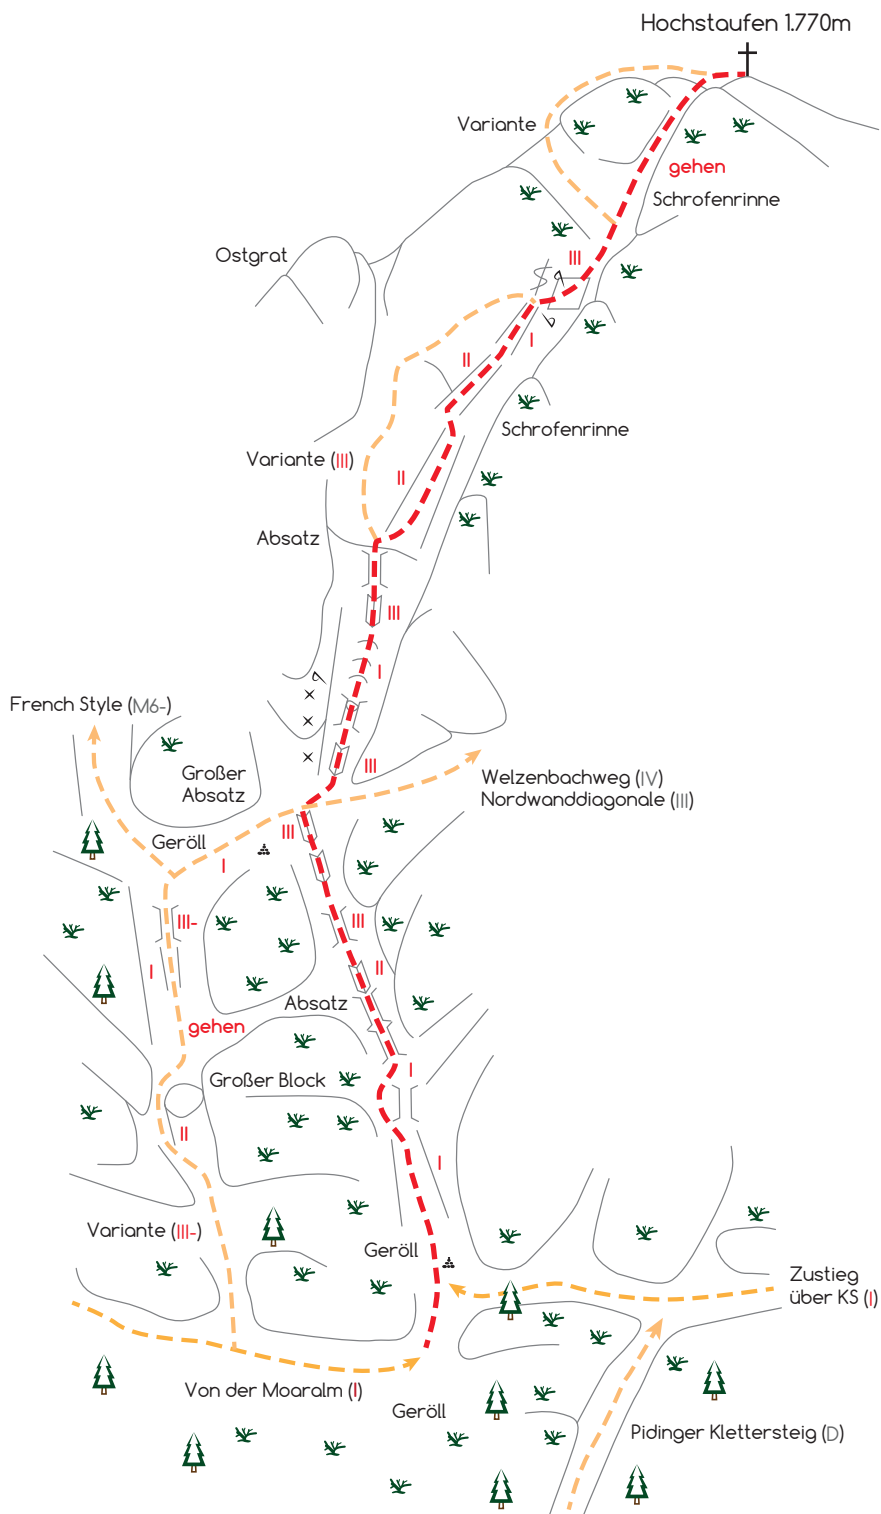 Hochstaufen 1.770m
Variante
gehen
Schrofenrinne
Ostgrat
III
I
II
Schrofenrinne
Variante (III)
II
Absatz
III
I
French Style (M6-)
III
Großer
Absatz
Welzenbachweg (IV)
Nordwanddiagonale (III)
III
Geröll
I
III-
III
I
II
Absatz
gehen
I
Großer Block
II
I
Variante (III-)
Geröll
Zustieg
über KS (I)
Von der Moaralm (I)
Geröll
Pidinger Klettersteig (D)